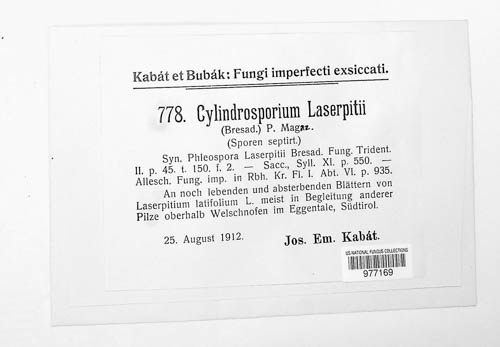 Kabát et Bubák: Fungi imperfecti exsiccati.
778. Cylindrosporium Laserpitii
(Bresad.) P. Magn.
(Sporen septirt.)
Syn. Phleospora Laserpitii Bresad. Fung. Trident.
II. p. 45. t. 150. f. 2. — Sacc., Syll. XI. p. 550. —
Allesch. Fung. imp. in Rbh. Kr. Fl. I. Abt. VI. p. 935.
An noch lebenden und absterbenden Blättern von
Laserpitium latifolium L. meist in Begleitung anderer
Pilze oberhalb Welschnofen im Eggentale, Südtirol.
25. August 1912. Jos. Em. Kabát.
US NATIONAL FUNGUS COLLECTIONS
977169